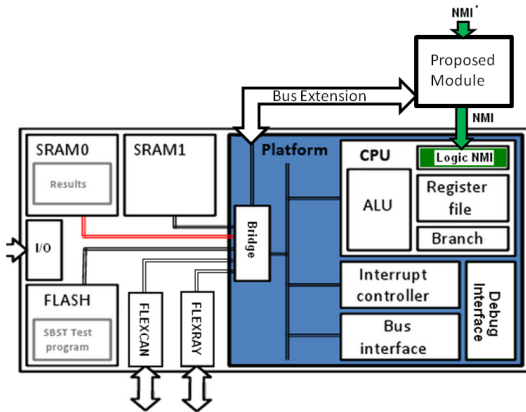 NMI*
Proposed
Module
Bus Extension
NMI
SRAM0
Results
SRAM1
Platform
CPU
Logic NMI
ALU
Register
file
Branch
I/O
Bridge
FLASH
SBST Test
program
FLEXCAN
FLEXRAY
Interrupt
controller
Bus
interface
Debug
Interface